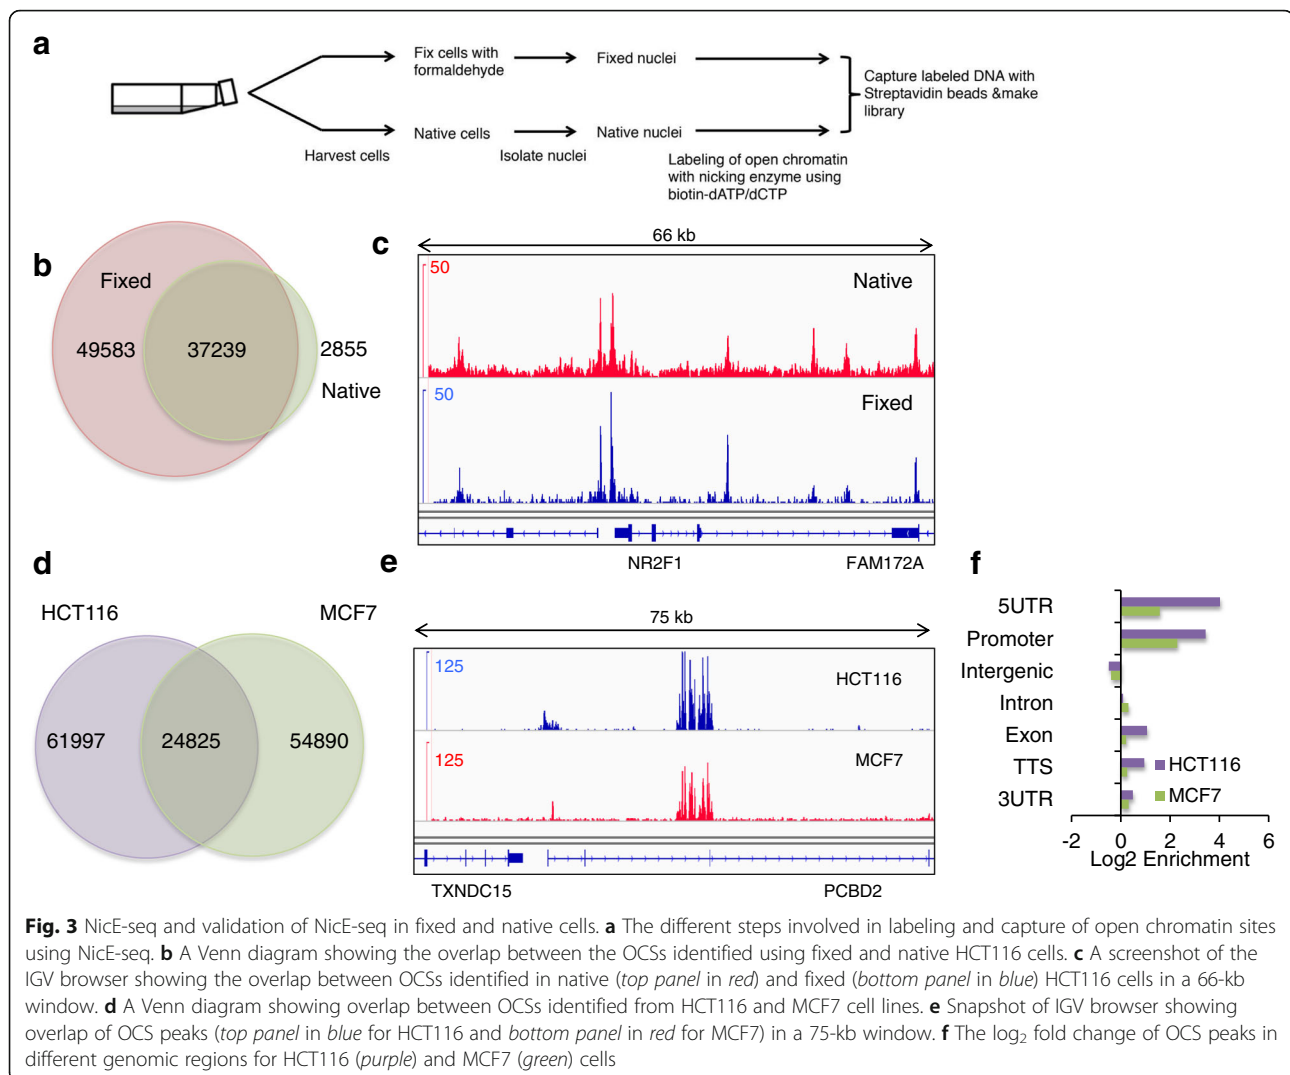 a
Fix cells with
formaldehyde
Fixed nuclei
Capture labeled DNA with
Streptavidin beads &make
library
Native cells
Native nuclei
Harvest cells
Isolate nuclei
Labeling of open chromatin
with nicking enzyme using
biotin-dATP/dCTP
b
Fixed
49583
37239
2855
Native
c
66 kb
50
Native
50
Fixed
NR2F1
FAM172A
d
HCT116
MCF7
61997
24825
54890
e
75 kb
125
HCT116
125
MCF7
TXNDC15
PCBD2
f
5UTR
Promoter
Intergenic
Intron
Exon
TTS
3UTR
HCT116
MCF7
-2 0 2 4 6
Log2 Enrichment
Fig. 3 NicE-seq and validation of NicE-seq in fixed and native cells. a The different steps involved in labeling and capture of open chromatin sites
using NicE-seq. b A Venn diagram showing the overlap between the OCSs identified using fixed and native HCT116 cells. c A screenshot of the
IGV browser showing the overlap between OCSs identified in native (top panel in red) and fixed (bottom panel in blue) HCT116 cells in a 66-kb
window. d A Venn diagram showing overlap between OCSs identified from HCT116 and MCF7 cell lines. e Snapshot of IGV browser showing
overlap of OCS peaks (top panel in blue for HCT116 and bottom panel in red for MCF7) in a 75-kb window. f The log2 fold change of OCS peaks in
different genomic regions for HCT116 (purple) and MCF7 (green) cells